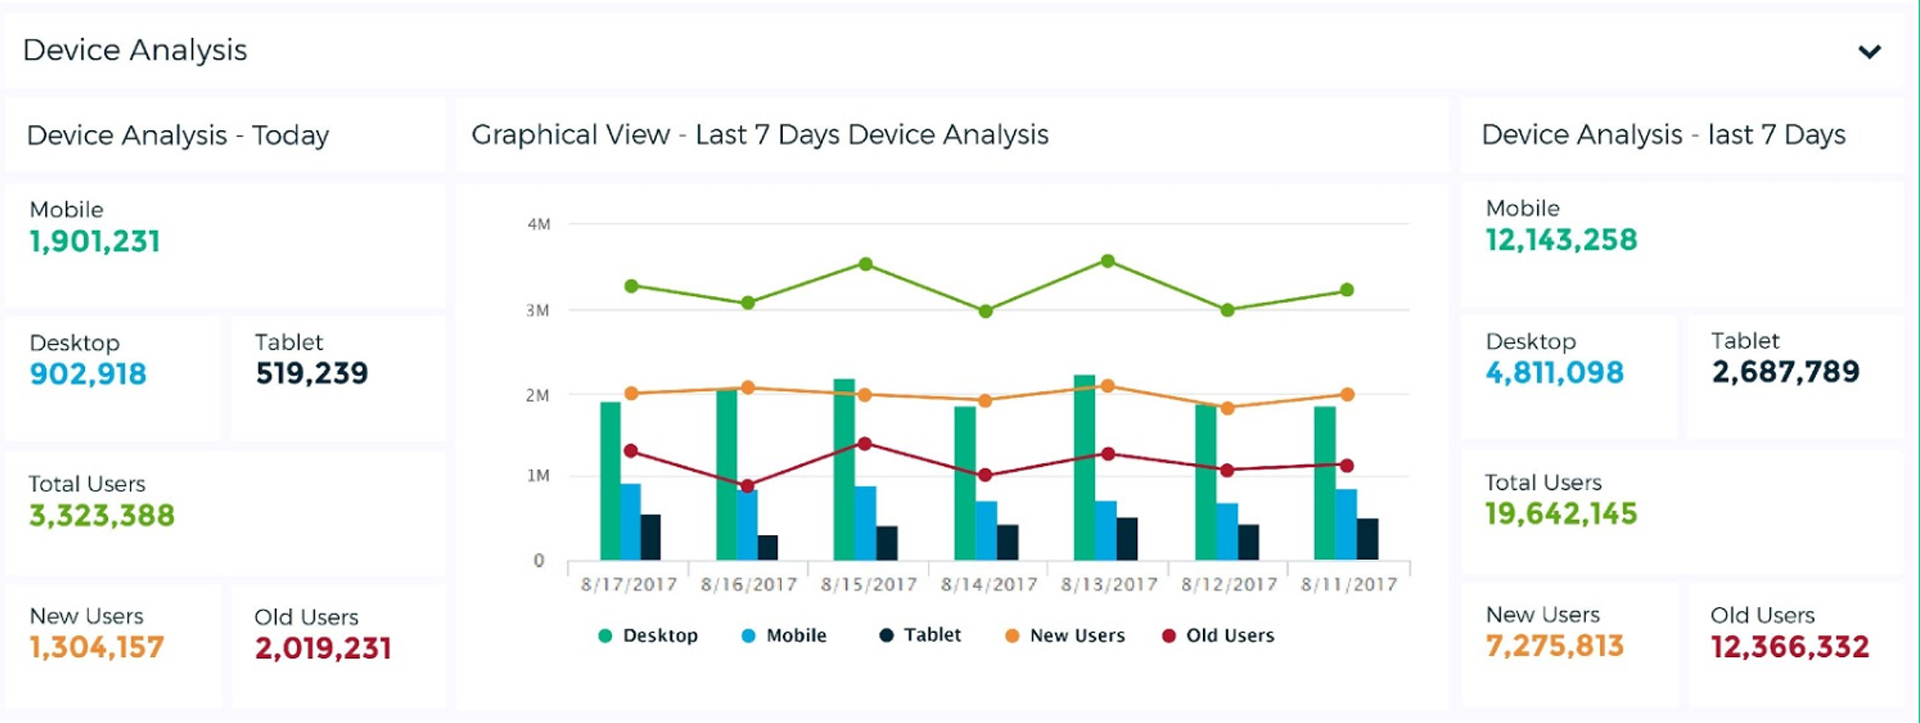 Device Analysis
Device Analysis - Today
Mobile
1,901,231
Desktop
902,918
Tablet
519,239
Total Users
3,323,388
New Users
1,304,157
Old Users
2,019,231
Graphical View - Last 7 Days Device Analysis
4M
3M
2M
1M
0
8/17/2017 8/16/2017 8/15/2017 8/14/2017 8/13/2017 8/12/2017 8/11/2017
Desktop Mobile Tablet New Users Old Users
Device Analysis - last 7 Days
Mobile
12,143,258
Desktop
4,811,098
Tablet
2,687,789
Total Users
19,642,145
New Users
7,275,813
Old Users
12,366,332